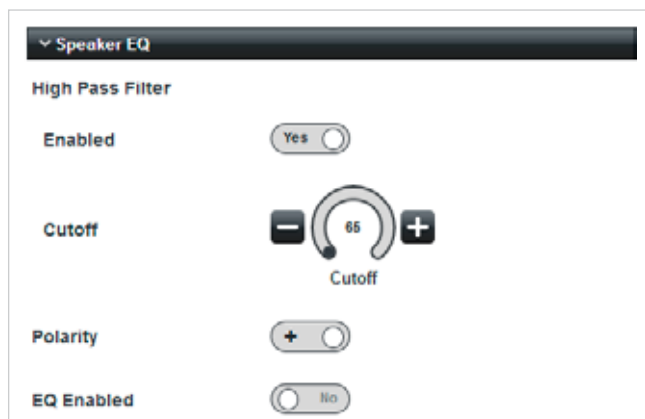 Speaker EQ
High Pass Filter
Enabled Yes
Cutoff 65
Cutoff
Polarity +
EQ Enabled No